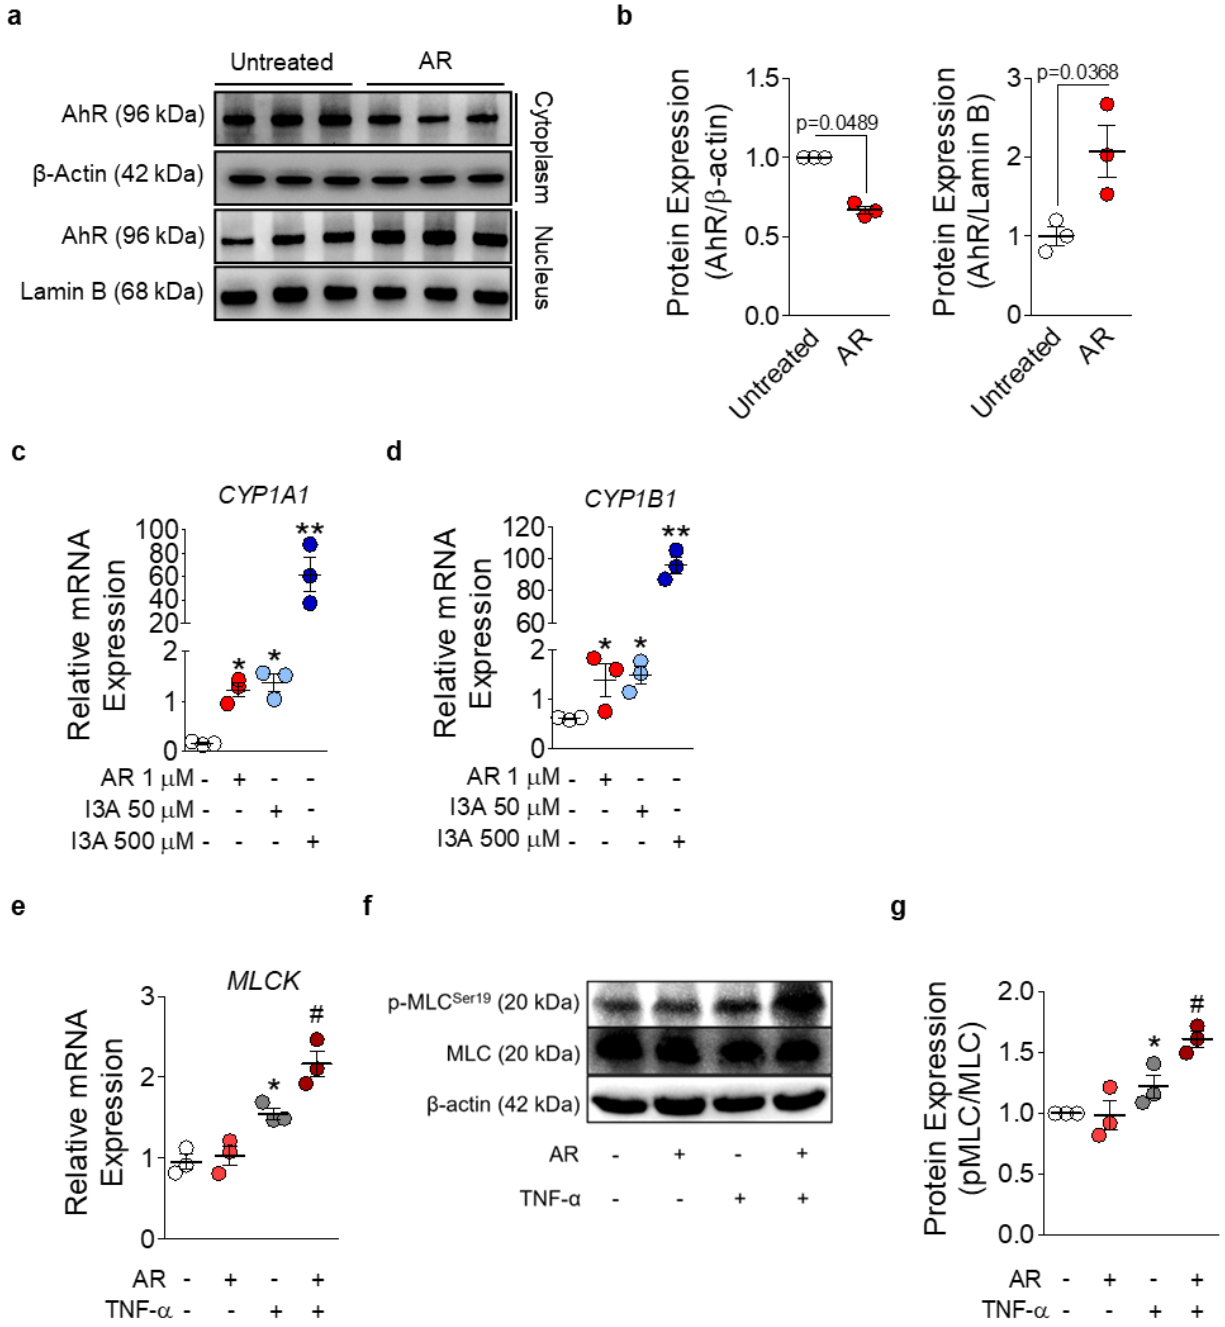 a
Untreated AR
AhR (96 kDa)
β-Actin (42 kDa)
Cytoplasm
AhR (96 kDa)
Lamin B (68 kDa)
Nucleus
b
Protein Expression
(AhR/β-actin)
1.5
1.0
0.5
0.0
p=0.0489
Untreated
AR
Protein Expression
(AhR/Lamin B)
3
2
1
0
p=0.0368
Untreated
AR
c
CYP1A1
Relative mRNA
Expression
100
80
60
40
20
2
1
0
* * **
AR 1 μM - + - -
I3A 50 μM - - + -
I3A 500 μM - - - +
d
CYP1B1
Relative mRNA
Expression
120
100
80
60
2
1
0
* * **
AR 1 μM - + - -
I3A 50 μM - - + -
I3A 500 μM - - - +
e
MLCK
Relative mRNA
Expression
3
2
1
0
* #
AR - + - +
TNF-α - - + +
f
p-MLCSer19 (20 kDa)
MLC (20 kDa)
β-actin (42 kDa)
AR - + - +
TNF-α - - + +
g
Protein Expression
(pMLC/MLC)
2.0
1.5
1.0
0.5
0.0
* #
AR - + - +
TNF-α - - + +